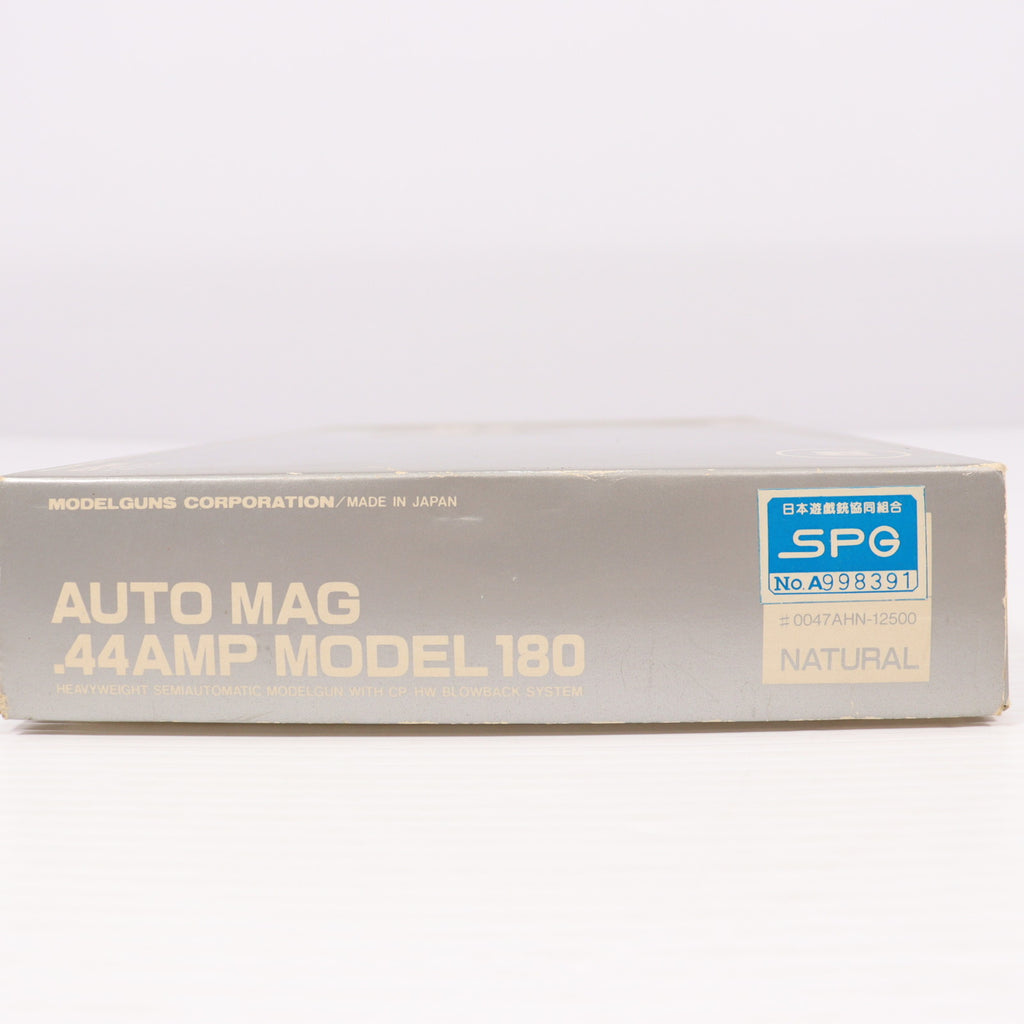 MODELGUNS CORPORATION/MADE IN JAPAN
AUTO MAG
.44AMP MODEL 180
HEAVYWEIGHT SEMIAUTOMATIC MODELGUN WITH CP HW BLOWBACK SYSTEM
日本遊戯銃協同組合
SPG
No. A998391
#0047AHN-12500
NATURAL